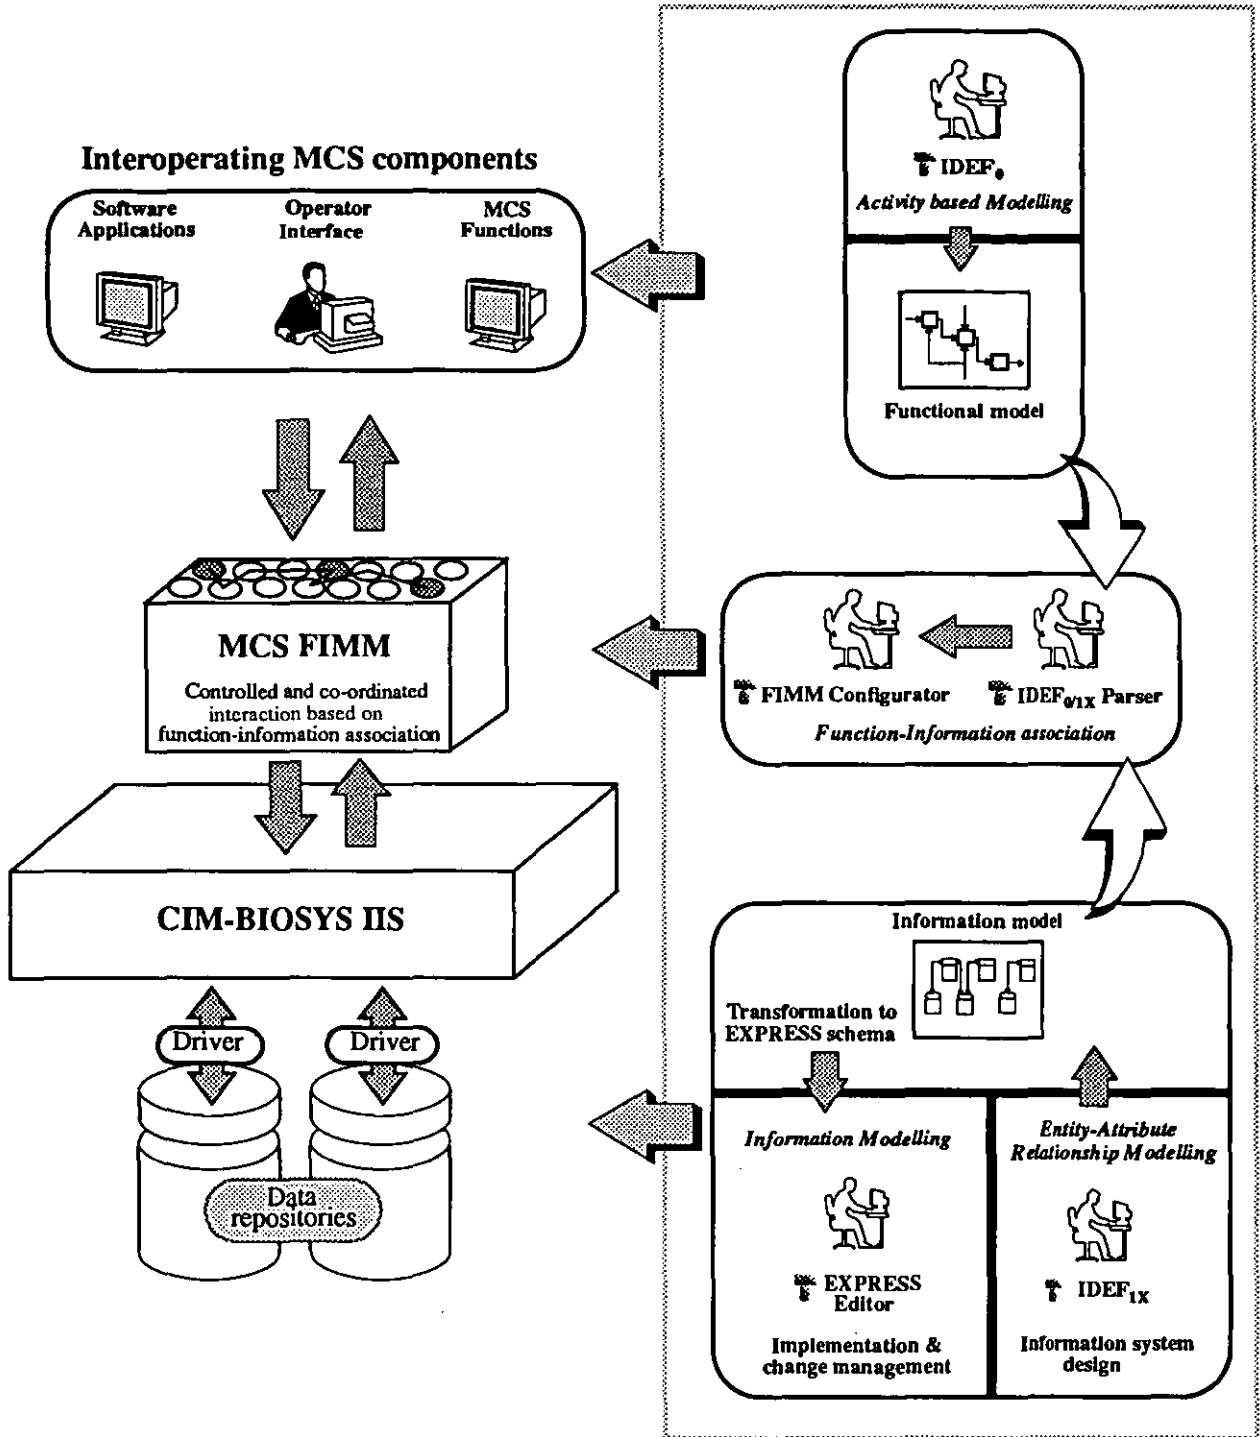 Interoperating MCS components
Software
Applications
Operator
Interface
MCS
Functions
MCS FIMM
Controlled and co-ordinated
interaction based on
function-information association
CIM-BIOSYS IIS
Driver
Driver
Data
repositories
IDEF₀
Activity based Modelling
Functional model
FIMM Configurator
IDEF₀/₁X Parser
Function-Information association
Information model
Transformation to
EXPRESS schema
Information Modelling
EXPRESS
Editor
Implementation &
change management
Entity-Attribute
Relationship Modelling
IDEF₁X
Information system
design